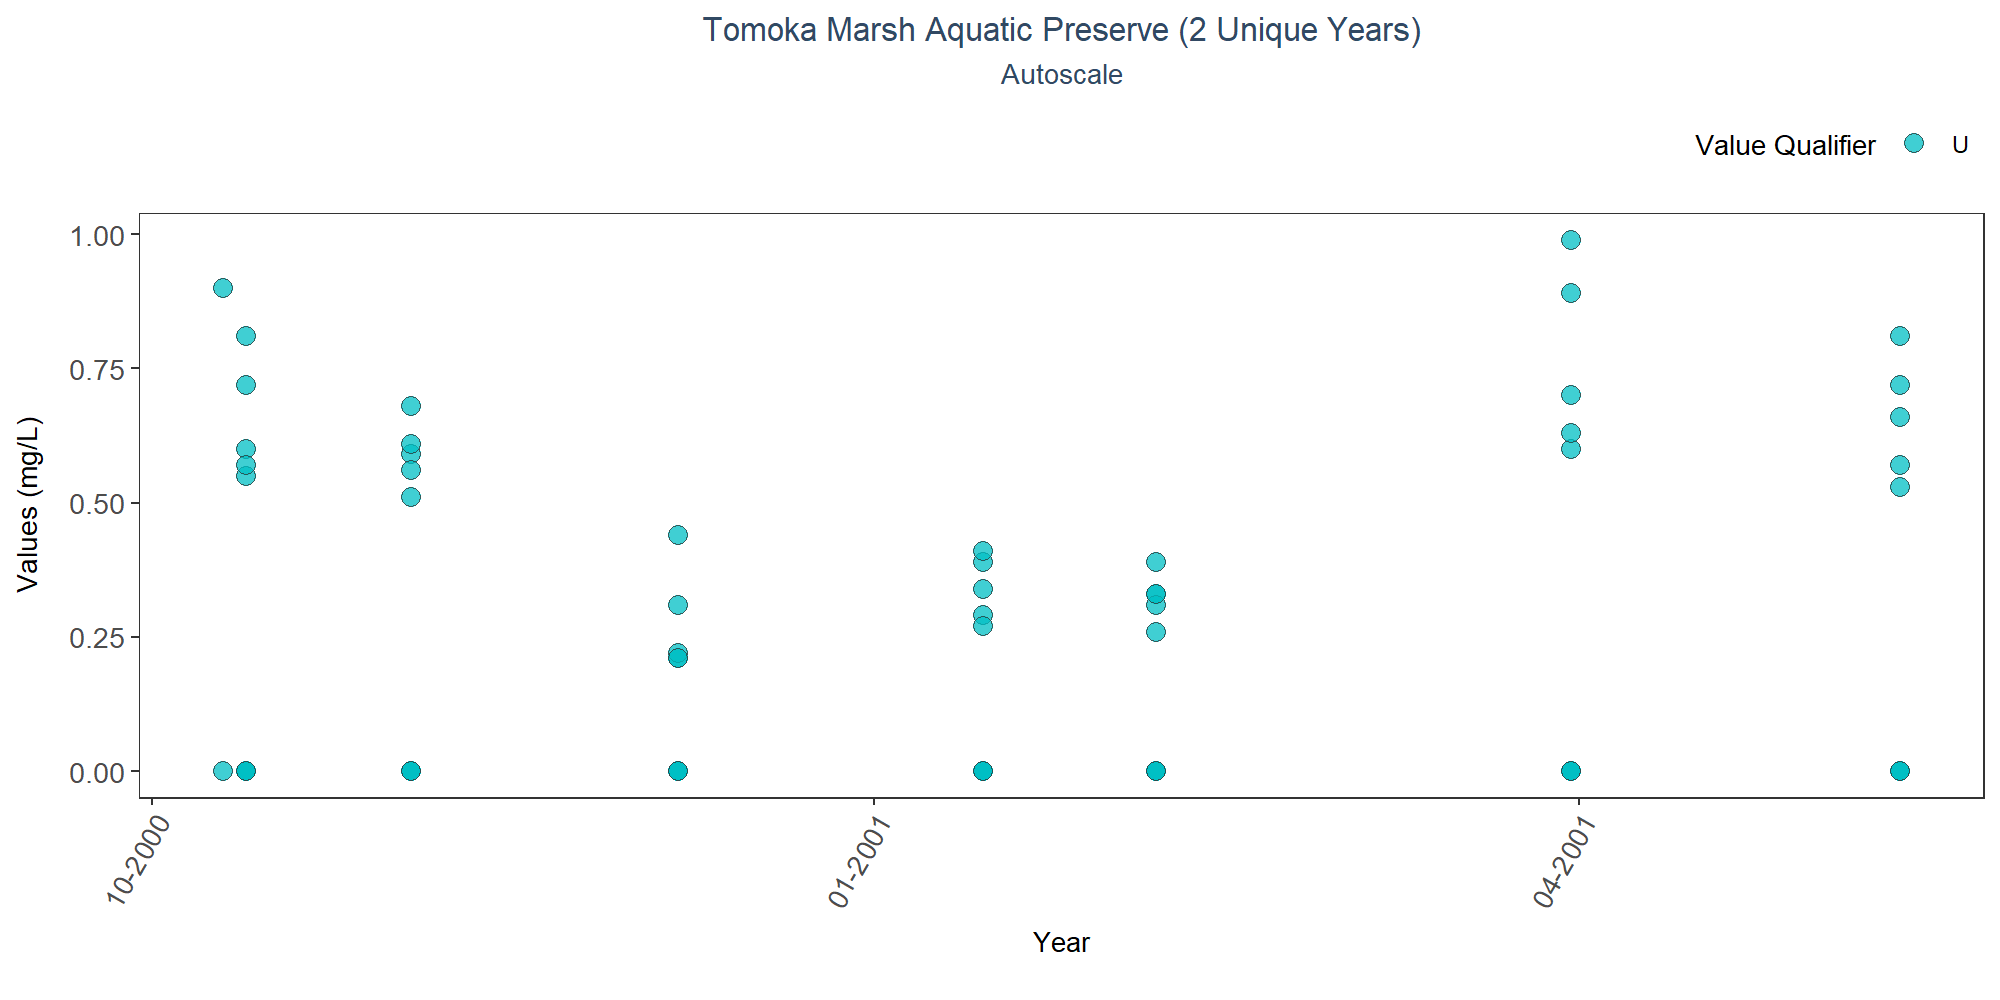 Tomoka Marsh Aquatic Preserve (2 Unique Years)
Autoscale
Value Qualifier U
Values (mg/L)
1.00
0.75
0.50
0.25
0.00
10-2000 01-2001 04-2001
Year